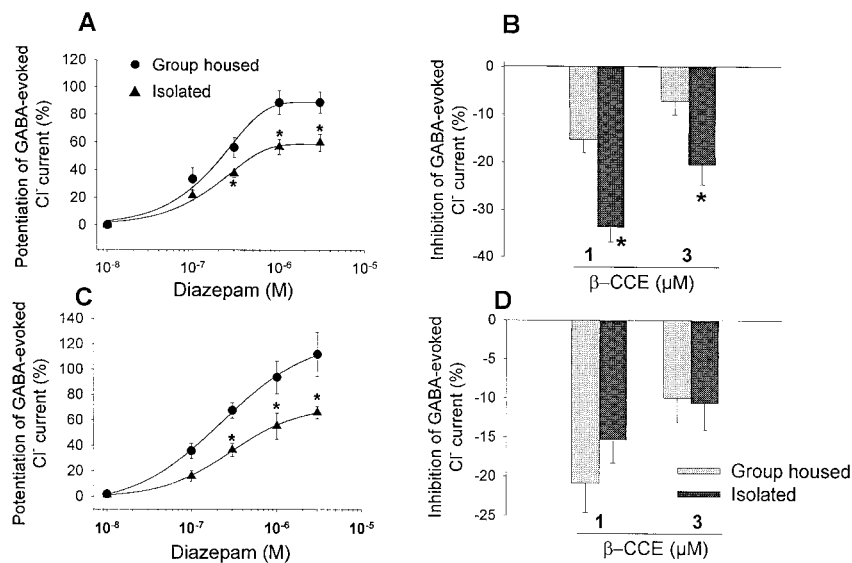 A
Potentiation of GABA-evoked
Cl⁻ current (%)
120
100
80
60
40
20
0
Group housed
Isolated
*
*
*
10⁻⁸
10⁻⁷
10⁻⁶
10⁻⁵
Diazepam (M)
B
Inhibition of GABA-evoked
Cl⁻ current (%)
0
-10
-20
-30
-40
*
*
1
3
β–CCE (μM)
C
Potentiation of GABA-evoked
Cl⁻ current (%)
140
120
100
80
60
40
20
0
*
*
*
10⁻⁸
10⁻⁷
10⁻⁶
10⁻⁵
Diazepam (M)
D
Inhibition of GABA-evoked
Cl⁻ current (%)
0
-5
-10
-15
-20
-25
Group housed
Isolated
1
3
β–CCE (μM)